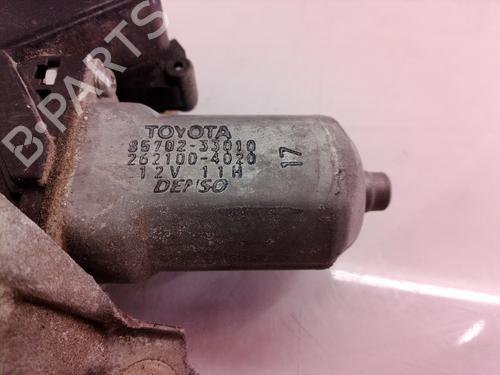 TOYOTA
85702-33010
262100-4020
12V 11H
DENSO
17
B-PARTS